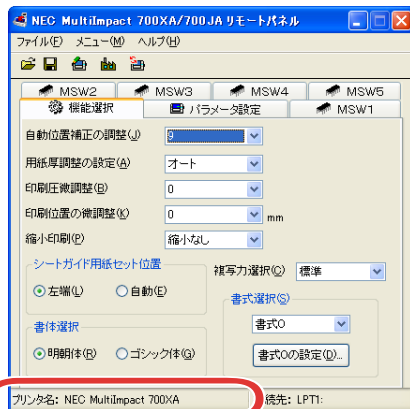 NEC MultiImpact 700XA/700JA リモートパネル
ファイル(F) メニュー(M) ヘルプ(H)
MSW2 MSW3 MSW4 MSW5
機能選択 パラメータ設定 MSW1
自動位置補正の調整(J) 9
用紙厚調整の設定(A) オート
印刷圧微調整(B) 0
印刷位置の微調整(K) 0 mm
縮小印刷(P) 縮小なし
シートガイド用紙セット位置
左端(L) 自動(E)
複写力選択(C) 標準
書式選択(S)
書式0
書式0の設定(D)...
書体選択
明朝体(R) ゴシック体(G)
プリンタ名: NEC MultiImpact 700XA 続先: LPT1: